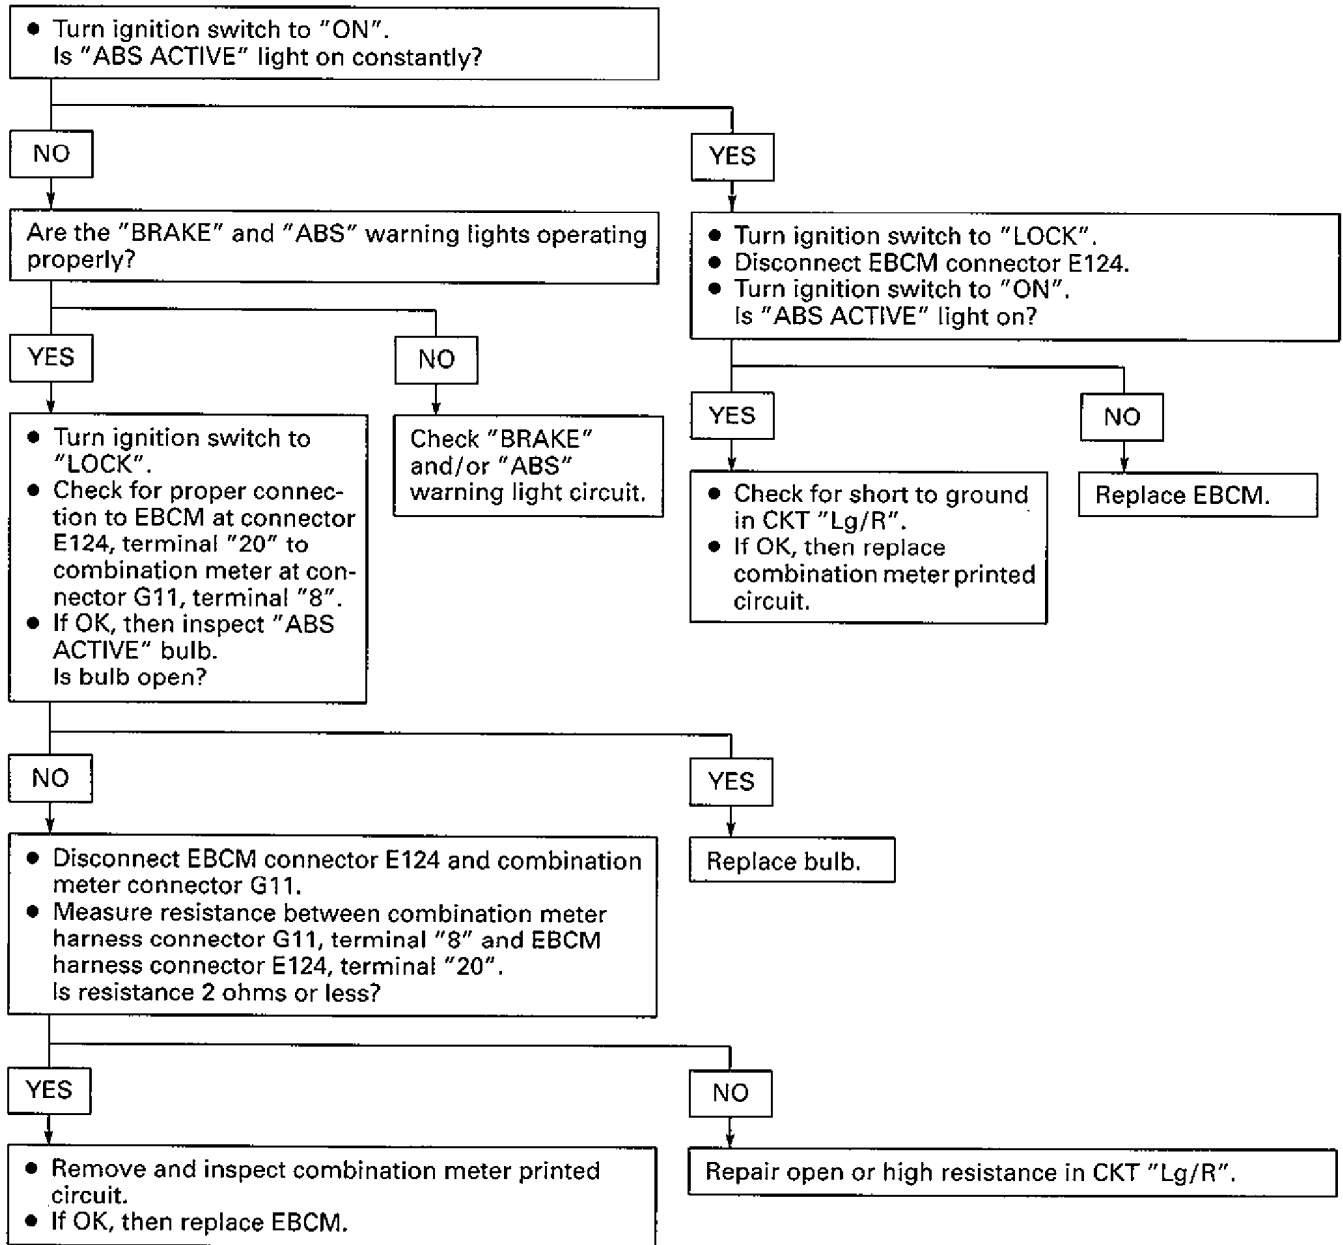 ● Turn ignition switch to "ON".
Is "ABS ACTIVE" light on constantly?
NO
YES
Are the "BRAKE" and "ABS" warning lights operating
properly?
● Turn ignition switch to "LOCK".
● Disconnect EBCM connector E124.
● Turn ignition switch to "ON".
Is "ABS ACTIVE" light on?
YES
NO
YES
NO
● Turn ignition switch to
"LOCK".
● Check for proper connec-
tion to EBCM at connector
E124, terminal "20" to
combination meter at con-
nector G11, terminal "8".
● If OK, then inspect "ABS
ACTIVE" bulb.
Is bulb open?
Check "BRAKE"
and/or "ABS"
warning light circuit.
● Check for short to ground
in CKT "Lg/R".
● If OK, then replace
combination meter printed
circuit.
Replace EBCM.
NO
YES
● Disconnect EBCM connector E124 and combination
meter connector G11.
● Measure resistance between combination meter
harness connector G11, terminal "8" and EBCM
harness connector E124, terminal "20".
Is resistance 2 ohms or less?
Replace bulb.
YES
NO
● Remove and inspect combination meter printed
circuit.
● If OK, then replace EBCM.
Repair open or high resistance in CKT "Lg/R".